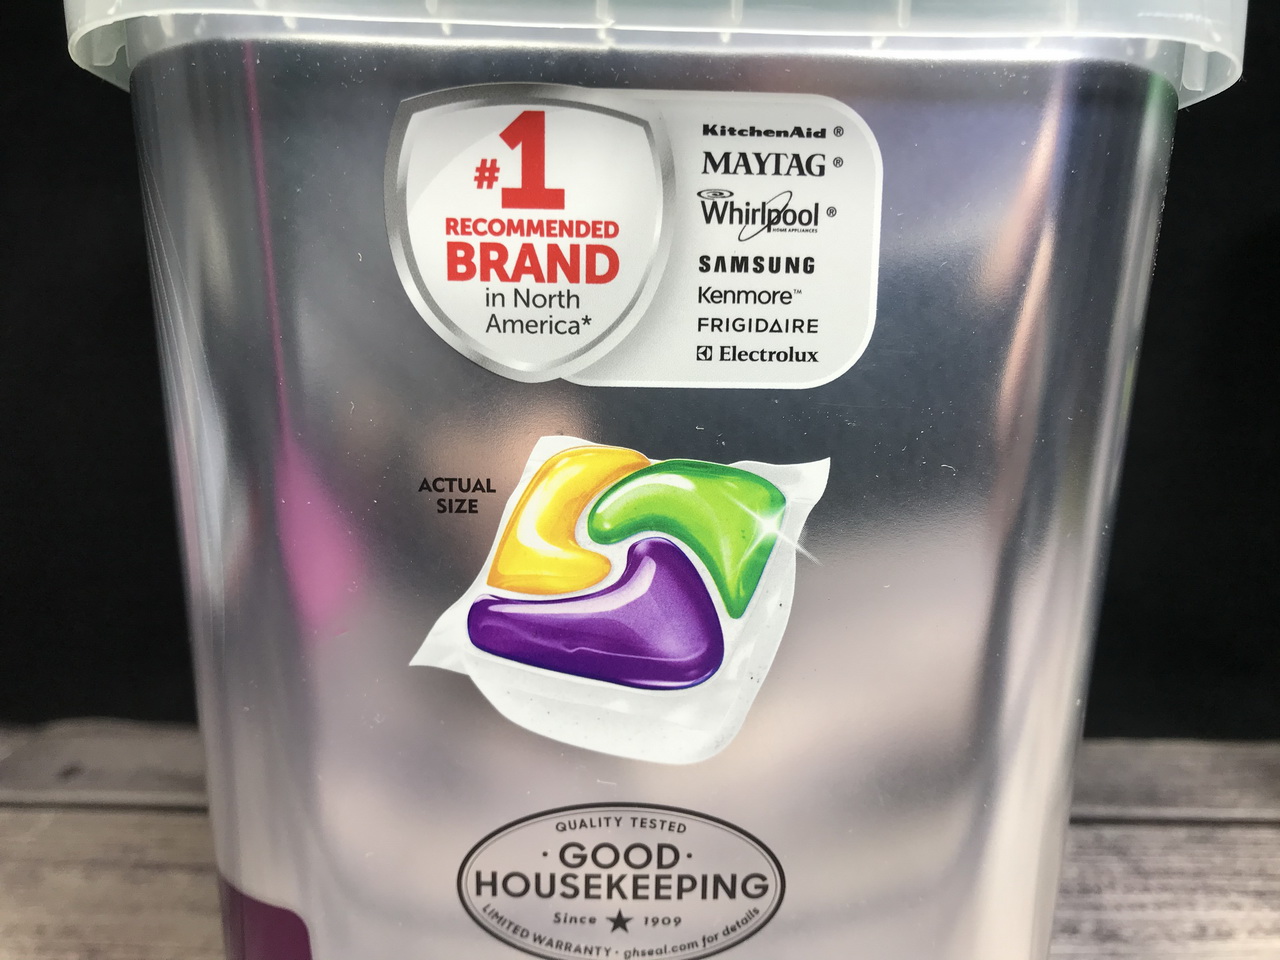 #1
RECOMMENDED
BRAND
in North
America*
KitchenAid ®
MAYTAG ®
Whirlpool ®
HOME APPLIANCES
SAMSUNG
Kenmore™
FRIGIDAIRE
Electrolux
ACTUAL
SIZE
QUALITY TESTED
· GOOD ·
HOUSEKEEPING
Since ★ 1909
LIMITED WARRANTY · ghseal.com for details